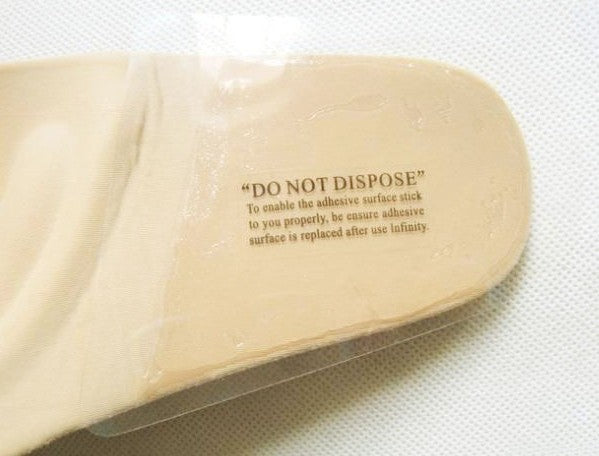 “DO NOT DISPOSE”
To enable the adhesive surface stick
to you properly, be ensure adhesive
surface is replaced after use infinity.